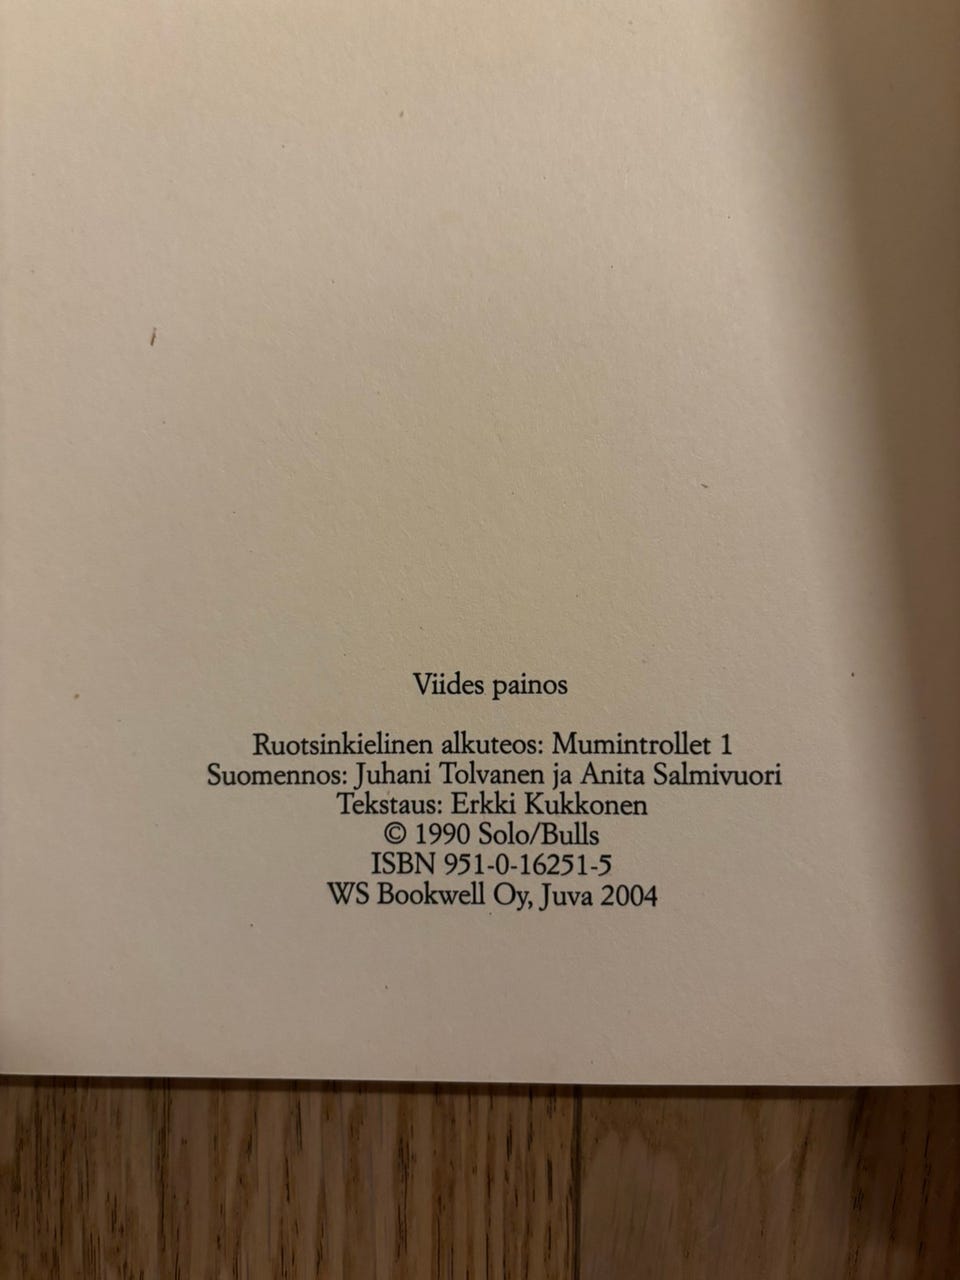 Viides painos
Ruotsinkielinen alkuteos: Mumintrollet 1
Suomennos: Juhani Tolvanen ja Anita Salmivuori
Tekstaus: Erkki Kukkonen
© 1990 Solo/Bulls
ISBN 951-0-16251-5
WS Bookwell Oy, Juva 2004